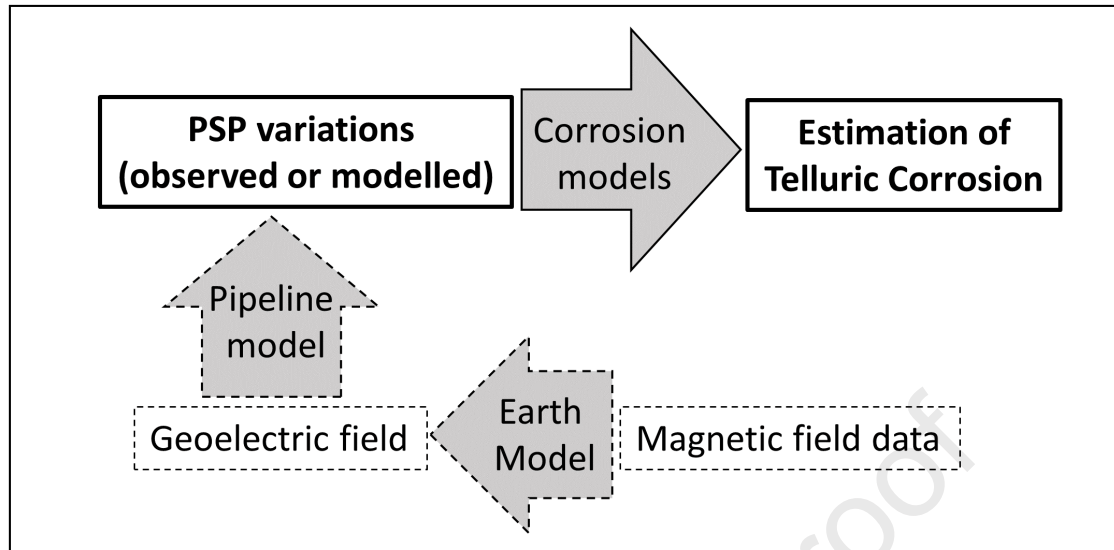 PSP variations
(observed or modelled)
Corrosion
models
Estimation of
Telluric Corrosion
Pipeline
model
Geoelectric field
Earth
Model
Magnetic field data
roof